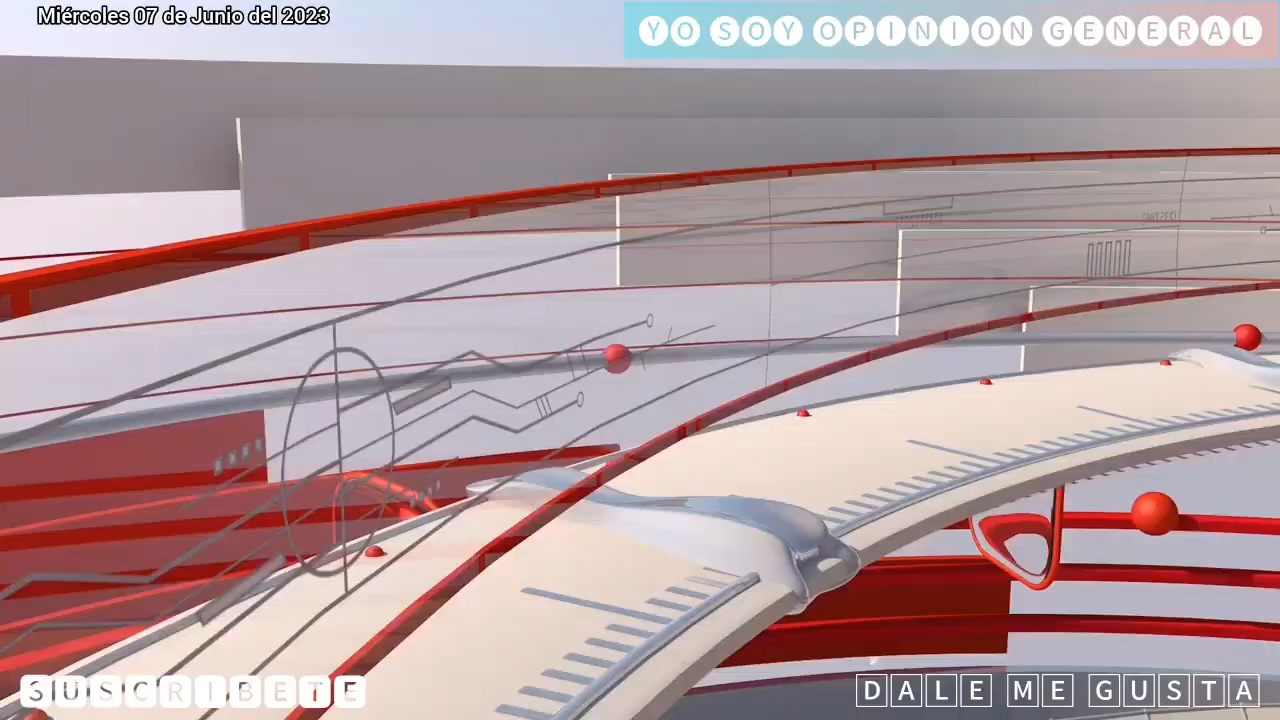 Miércoles 07 de Junio del 2023
YO SOY OPINION GENERAL
SUSCRIBETE
DALE ME GUSTA